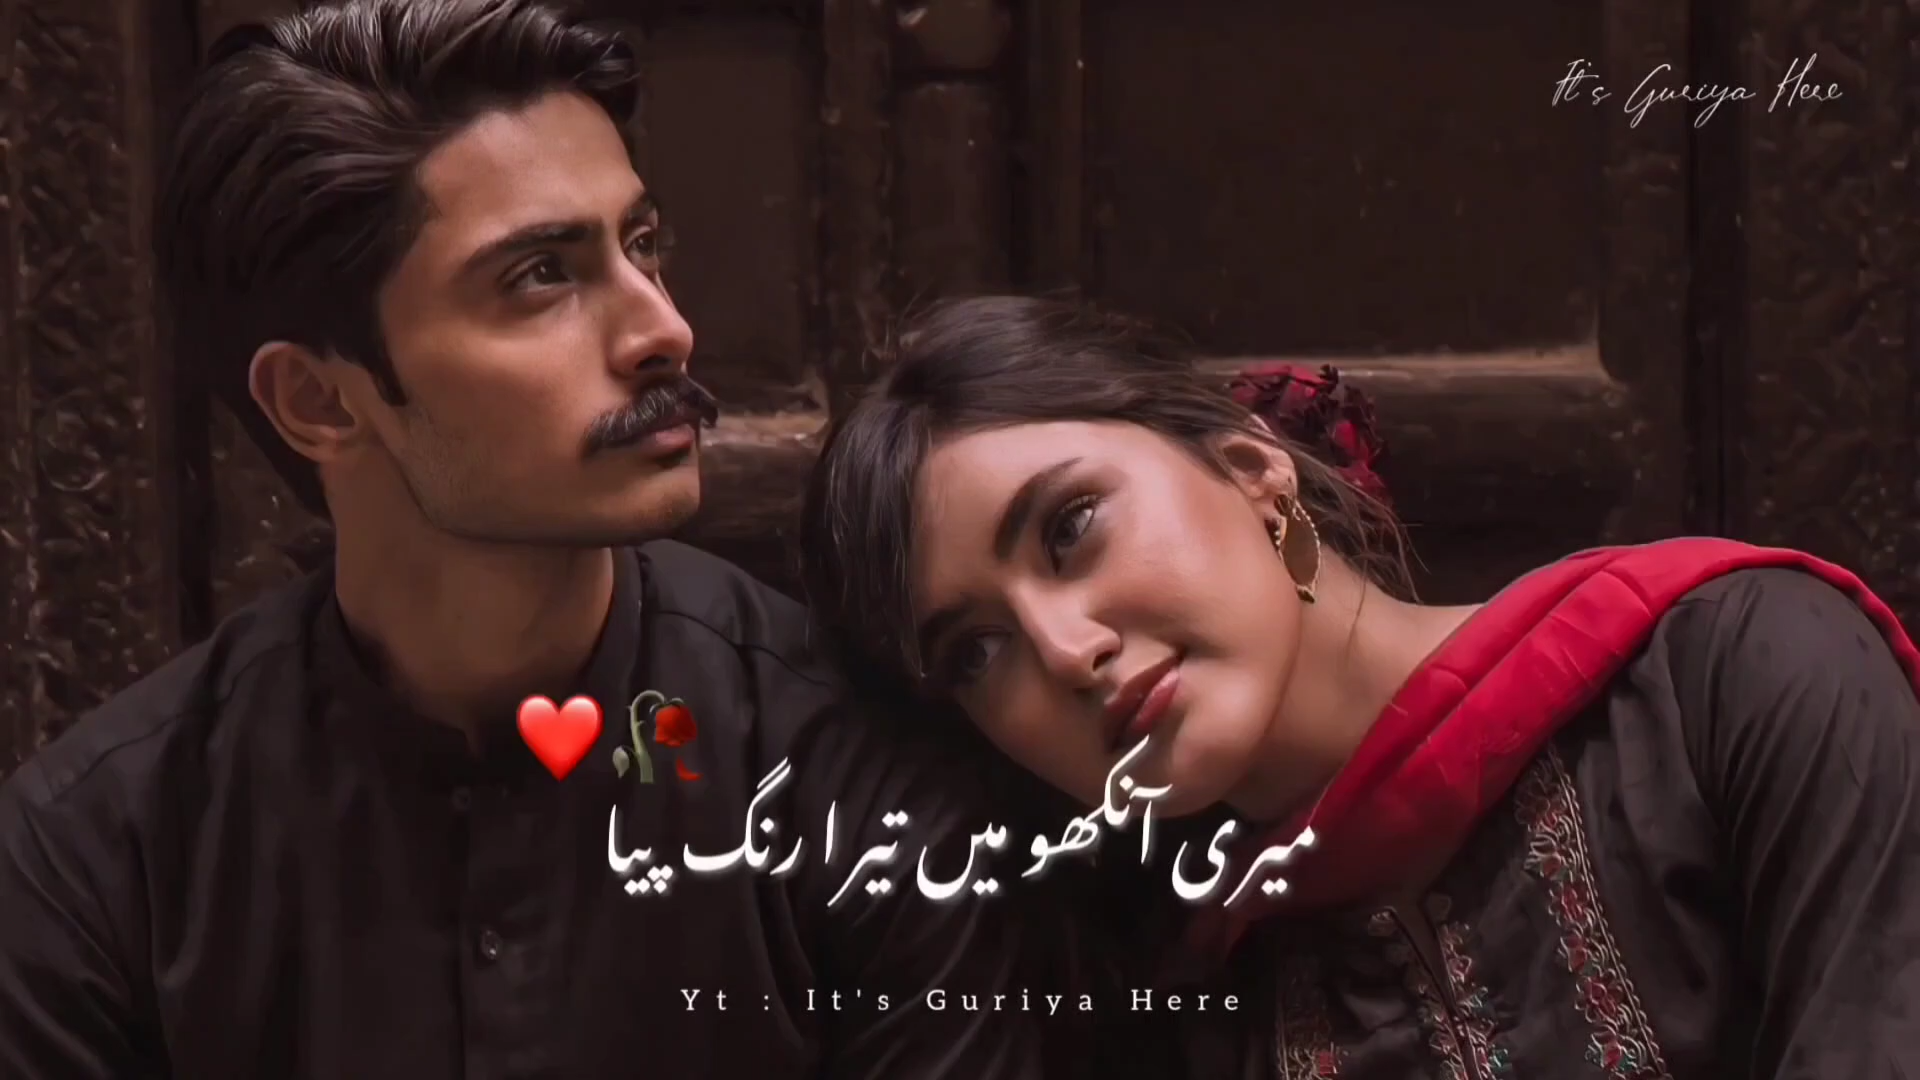 It's Guriya Here
❤️🥀
میری آنکھو میں تیرا رنگ پیا
Yt : It's Guriya Here